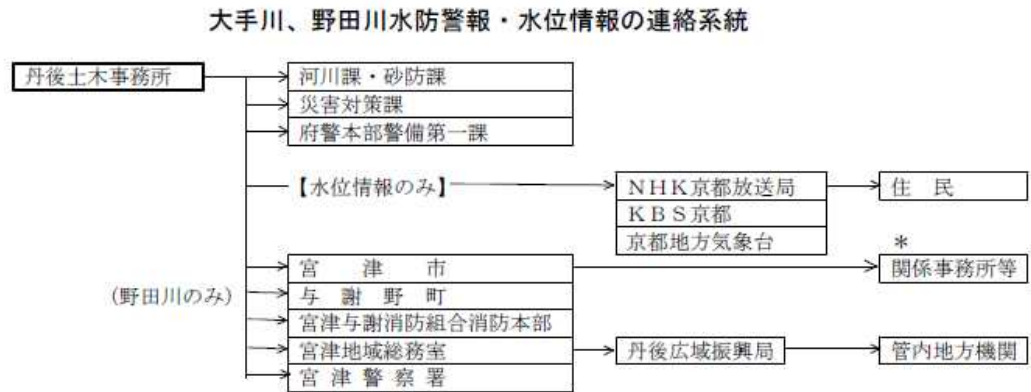 大手川、野田川水防警報・水位情報の連絡系統
丹後土木事務所
河川課・砂防課
災害対策課
府警本部警備第一課
【水位情報のみ】
NHK京都放送局
住　民
KBS京都
京都地方気象台
*
宮　津　市
関係事務所等
(野田川のみ)
与　謝　野　町
宮津与謝消防組合消防本部
宮津地域総務室
丹後広域振興局
管内地方機関
宮　津　警　察　署